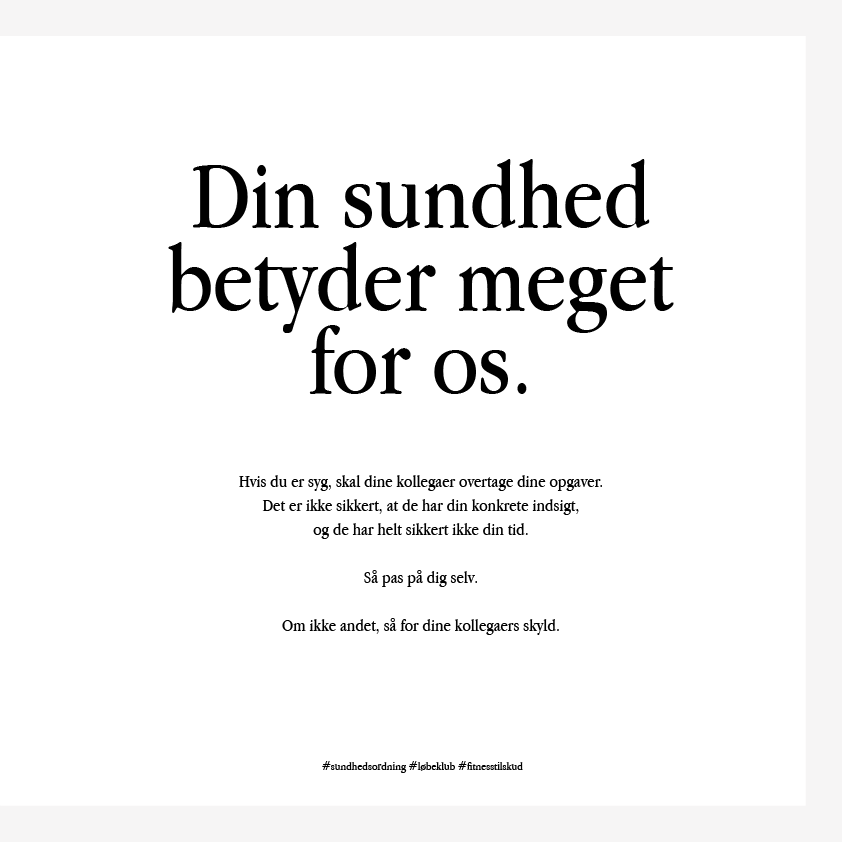 Din sundhed
betyder meget
for os.
Hvis du er syg, skal dine kollegaer overtage dine opgaver.
Det er ikke sikkert, at de har din konkrete indsigt,
og de har helt sikkert ikke din tid.
Så pas på dig selv.
Om ikke andet, så for dine kollegaers skyld.
#sundhedsordning #løbeklub #fitnesstilskud